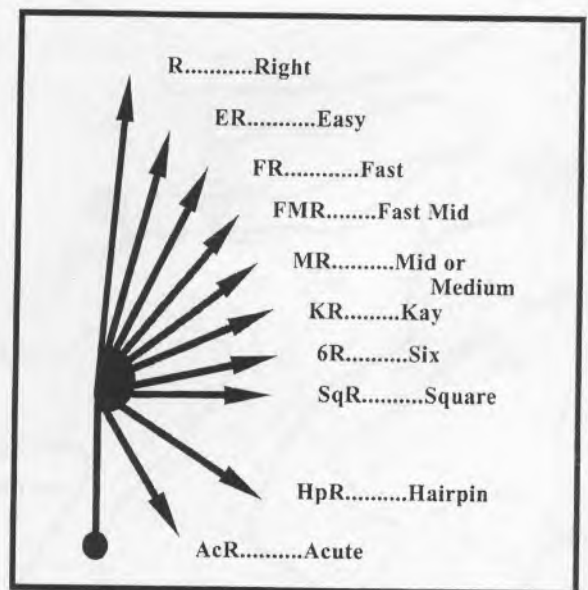 R...........Right
ER...........Easy
FR............Fast
FMR........Fast Mid
MR..........Mid or
Medium
KR.........Kay
6R..........Six
SqR..........Square
HpR..........Hairpin
AcR..........Acute